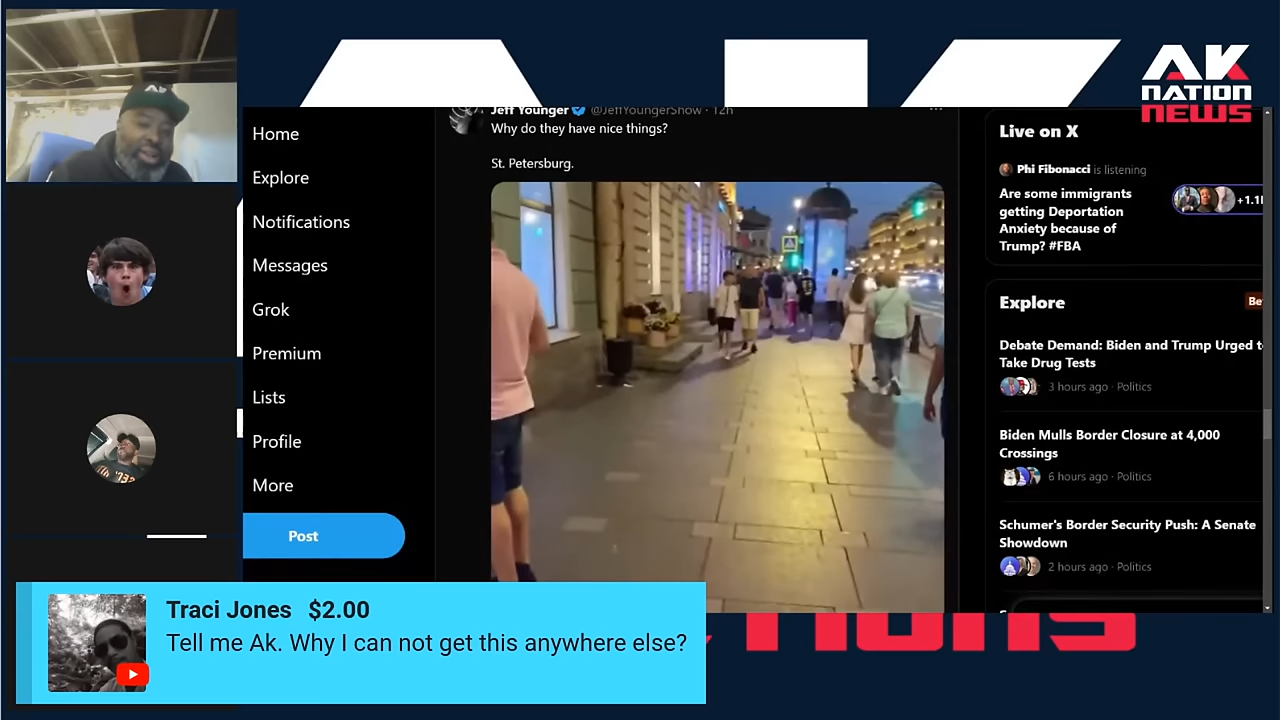 AK
NATION
NEWS
Home
Explore
Notifications
Messages
Grok
Premium
Lists
Profile
More
Post
Jeff Younger @JeffYoungerShow · 12h
Why do they have nice things?
St. Petersburg.
Live on X
Phi Fibonacci is listening
Are some immigrants
getting Deportation
Anxiety because of
Trump? #FBA
Explore
Debate Demand: Biden and Trump Urged to
Take Drug Tests
3 hours ago · Politics
Biden Mulls Border Closure at 4,000
Crossings
6 hours ago · Politics
Schumer's Border Security Push: A Senate
Showdown
2 hours ago · Politics
Traci Jones $2.00
Tell me Ak. Why I can not get this anywhere else?